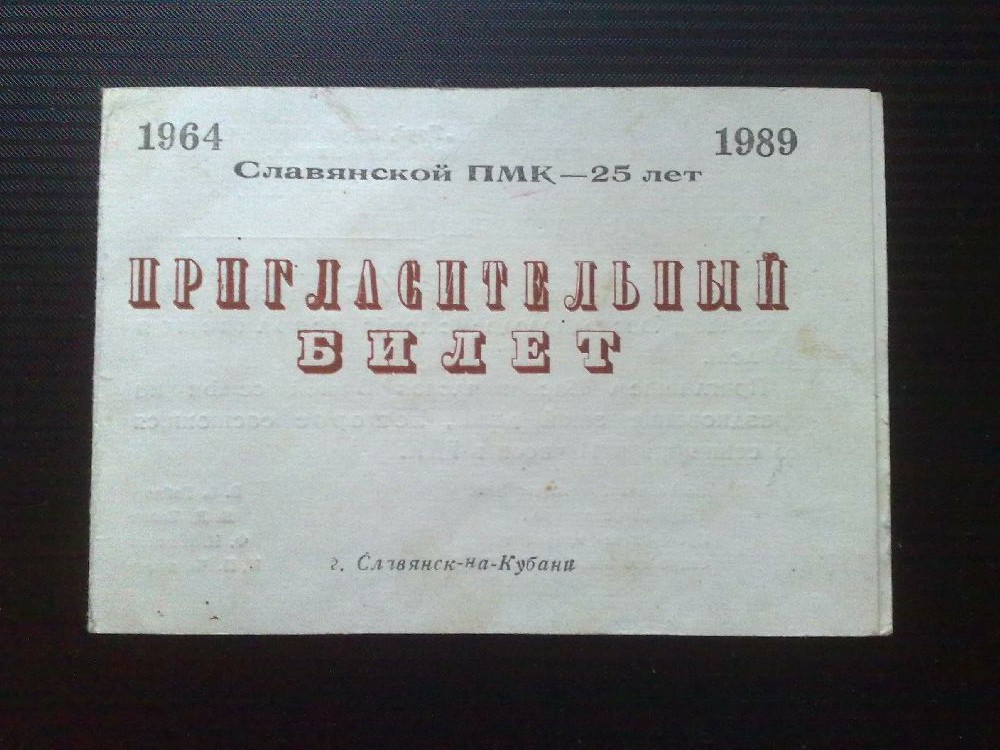 1964 1989
Славянской ПМК—25 лет
ПРИГЛАСИТЕЛЬНЫЙ
БИЛЕТ
г. Славянск-на-Кубани